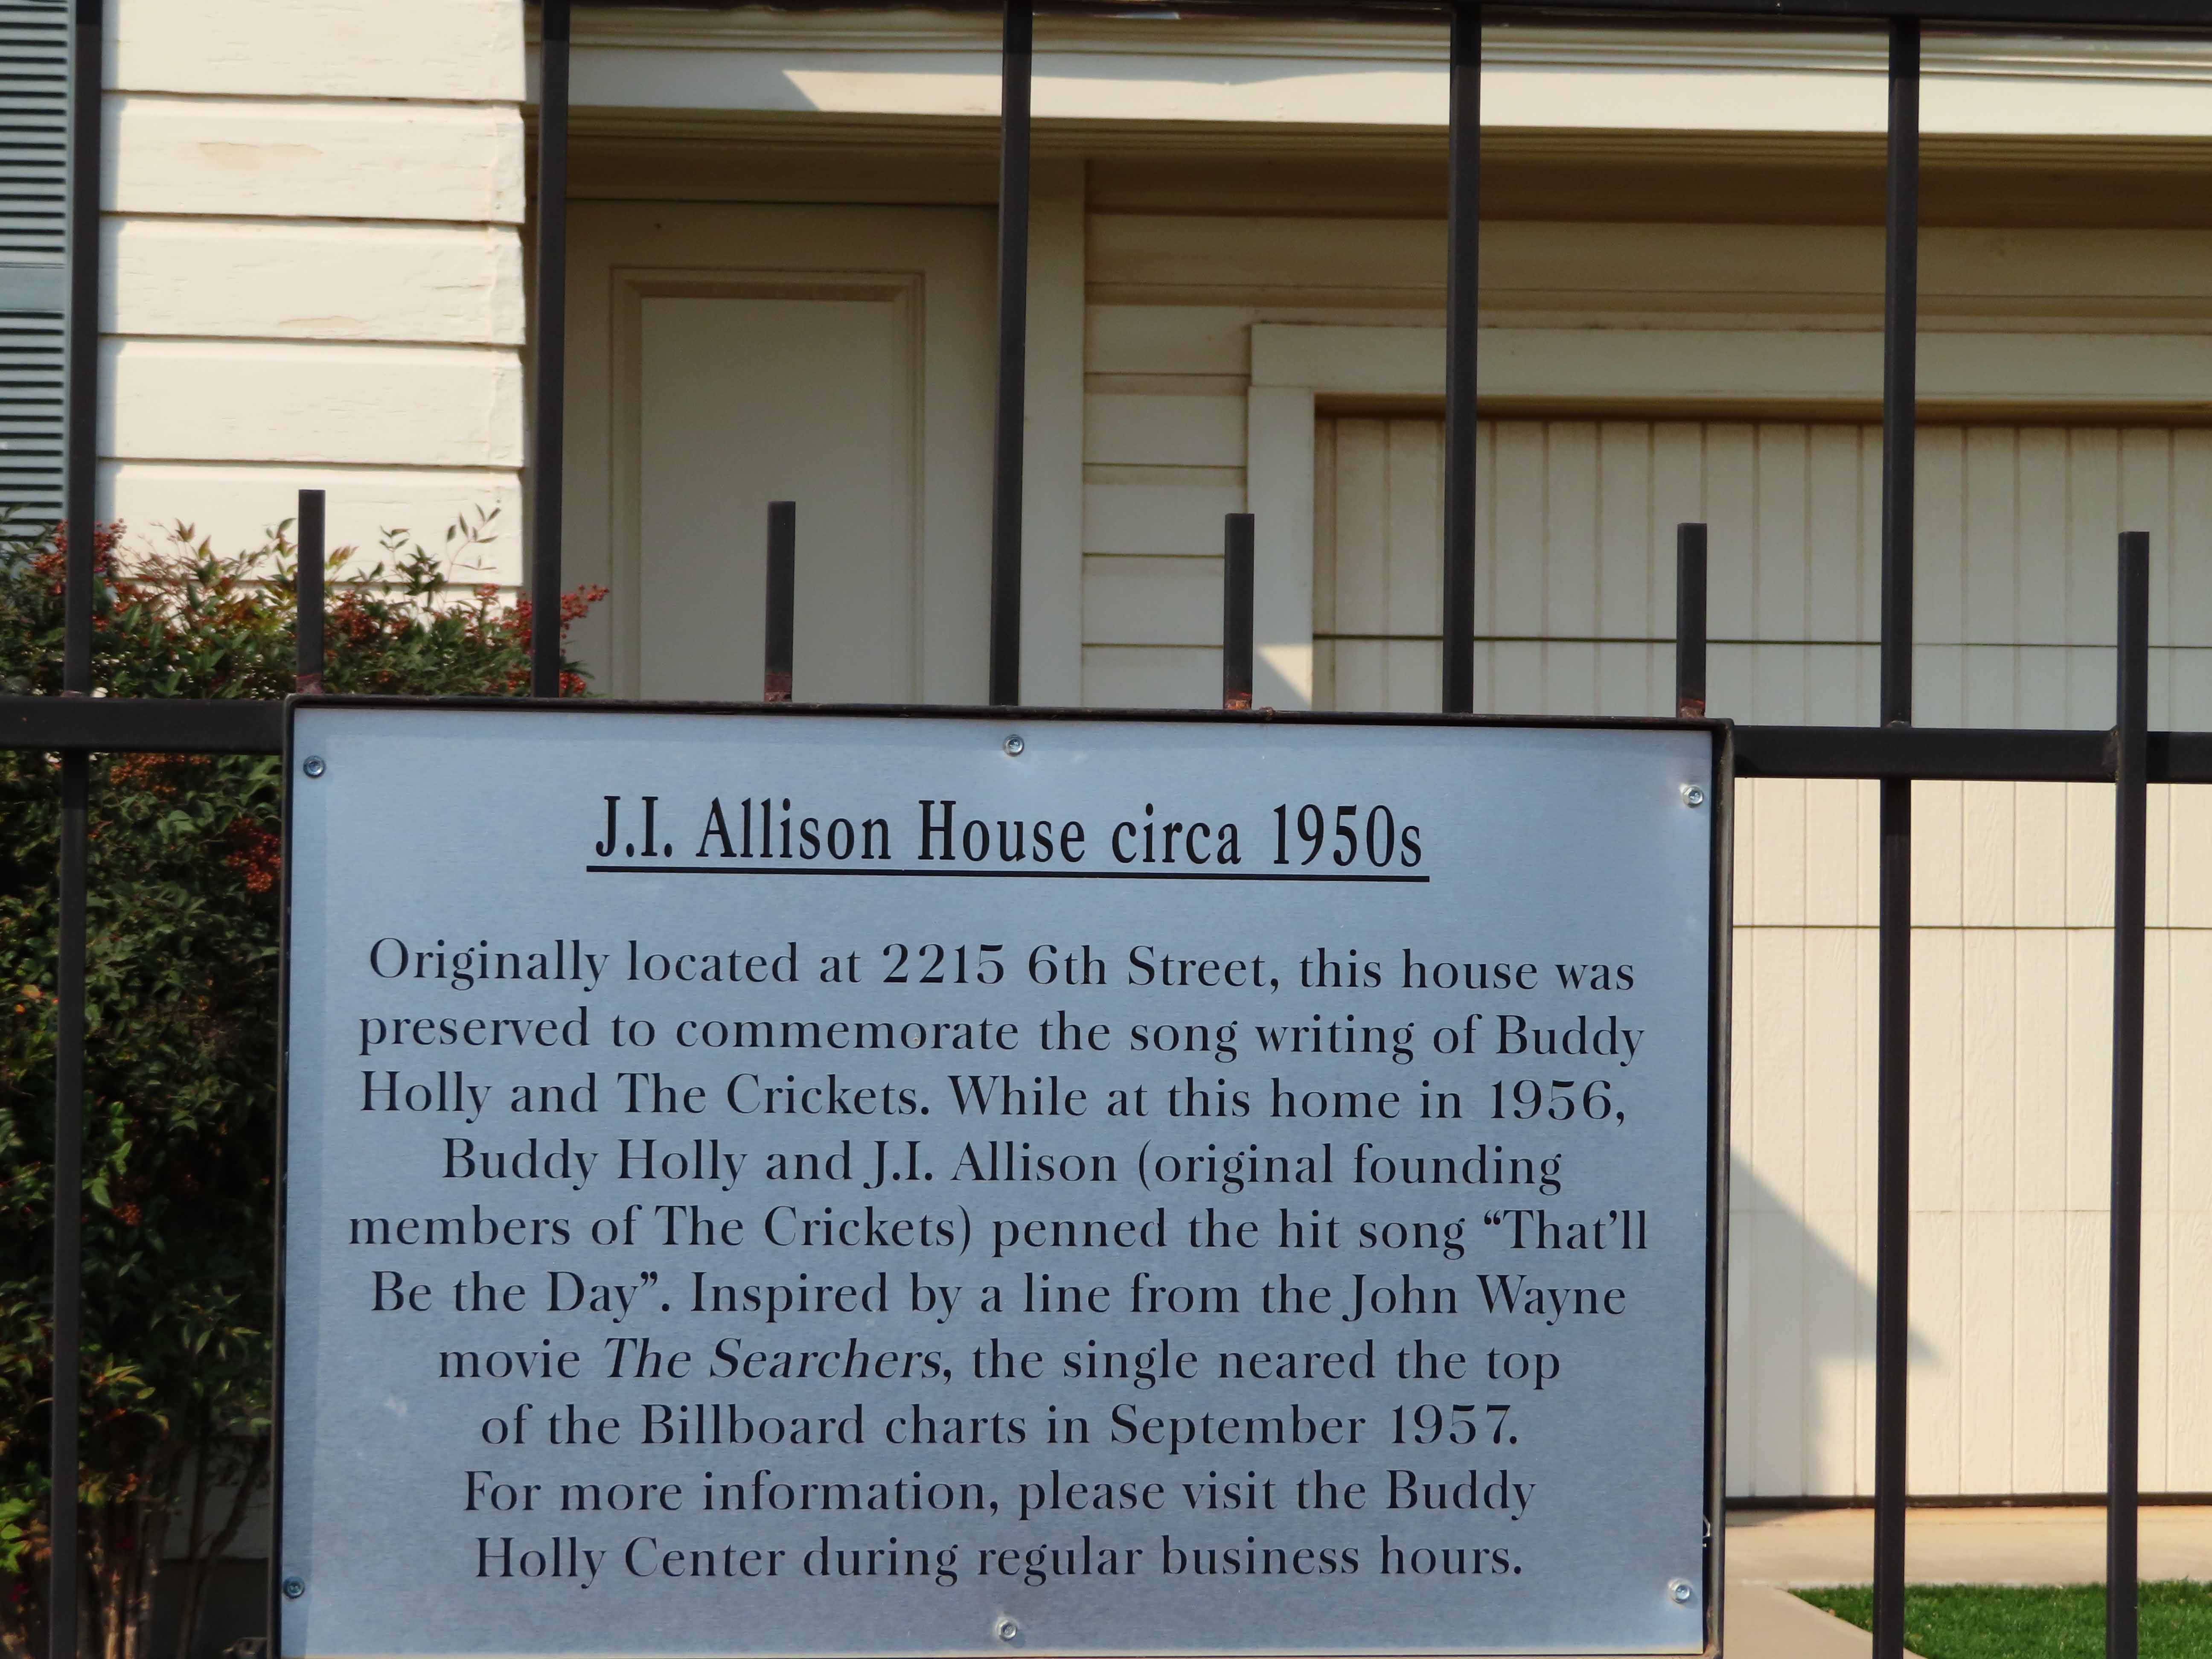 J.I. Allison House circa 1950s
Originally located at 2215 6th Street, this house was
preserved to commemorate the song writing of Buddy
Holly and The Crickets. While at this home in 1956,
Buddy Holly and J.I. Allison (original founding
members of The Crickets) penned the hit song “That’ll
Be the Day”. Inspired by a line from the John Wayne
movie The Searchers, the single neared the top
of the Billboard charts in September 1957.
For more information, please visit the Buddy
Holly Center during regular business hours.